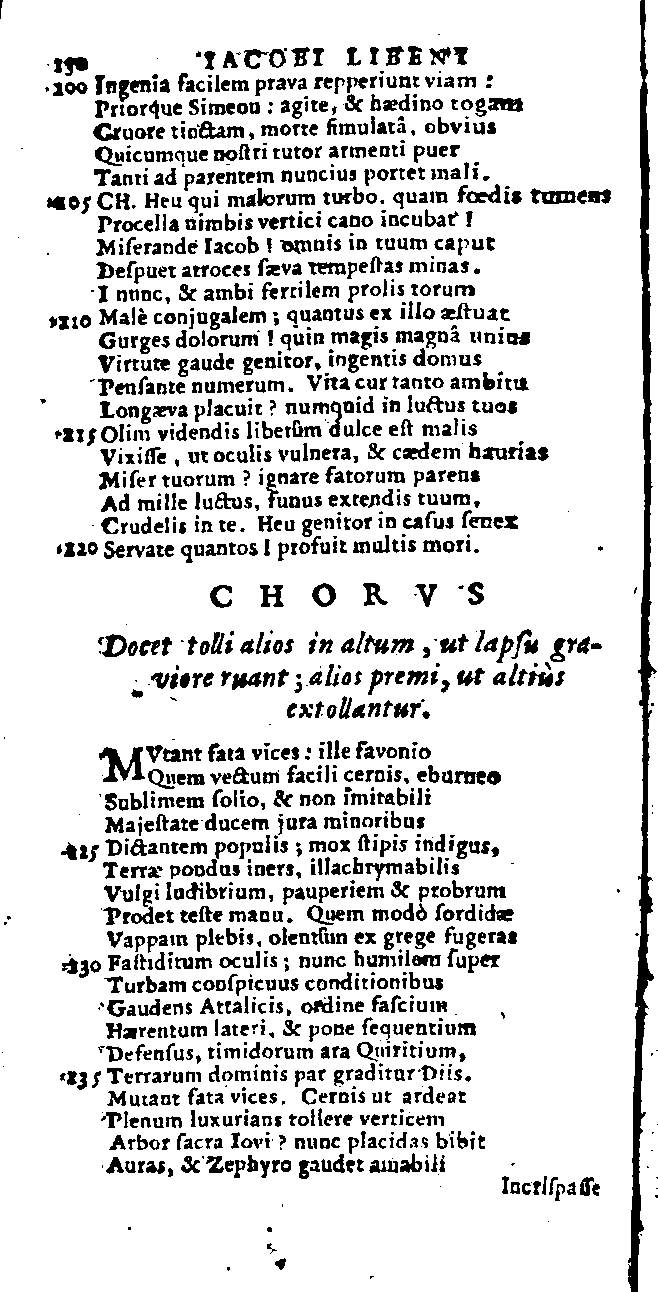 150 IACOBI LIBENI
1200 Ingenia facilem prava repperiunt viam :
Priorque Simeon : agite, & hædino togam
Cruore tinctam, morte ſimulatâ, obvius
Quicumque noſtri tutor armenti puer
Tanti ad parentem nuncius portet mali.
1205 CH. Heu qui malorum turbo, quam fœdis tumens
Procella nimbis vertici cano incubat !
Miſerande Iacob ! omnis in tuum caput
Deſpuet atroces ſæva tempeſtas minas.
I nunc, & ambi fertilem prolis torum
1210 Malè conjugalem ; quantus ex illo æſtuat
Gurges dolorum ! quin magis magnâ unius
Virtute gaude genitor, ingentis domus
Penſante numerum. Vita cur tanto ambitu
Longæva placuit ? numquid in luctus tuos
1215 Olim videndis liberûm dulce eſt malis
Vixiſſe , ut oculis vulnera, & cædem haurias
Miſer tuorum ? ignare fatorum parens
Ad mille luctus, funus extendis tuum,
Crudelis in te. Heu genitor in caſus ſenex
1220 Servate quantos ! profuit multis mori.
C H O R V S
Docet tolli alios in altum , ut lapſu gra-
viore ruant ; alios premi, ut altiùs
extollantur.
MVtant fata vices : ille favonio
Quem vectum facili cernis, eburneo
Sublimem ſolio, & non imitabili
Majeſtate ducem jura minoribus
1225 Dictantem populis ; mox ſtipis indigus,
Terræ pondus iners, illachrymabilis
Vulgi ludibrium, pauperiem & probrum
Prodet teſte manu. Quem modò ſordidæ
Vappam plebis, olentûm ex grege fugeras
1230 Faſtiditum oculis ; nunc humilem ſuper
Turbam conſpicuus conditionibus
Gaudens Attalicis, ordine faſcium
Hærentum lateri, & pone ſequentium
Defenſus, timidorum ara Quiritium,
1235 Terrarum dominis par graditur Diis.
Mutant fata vices. Cernis ut ardeat
Plenum luxurians tollere verticem
Arbor ſacra Iovi ? nunc placidas bibit
Auras, & Zephyro gaudet amabili
Incriſpaſſe